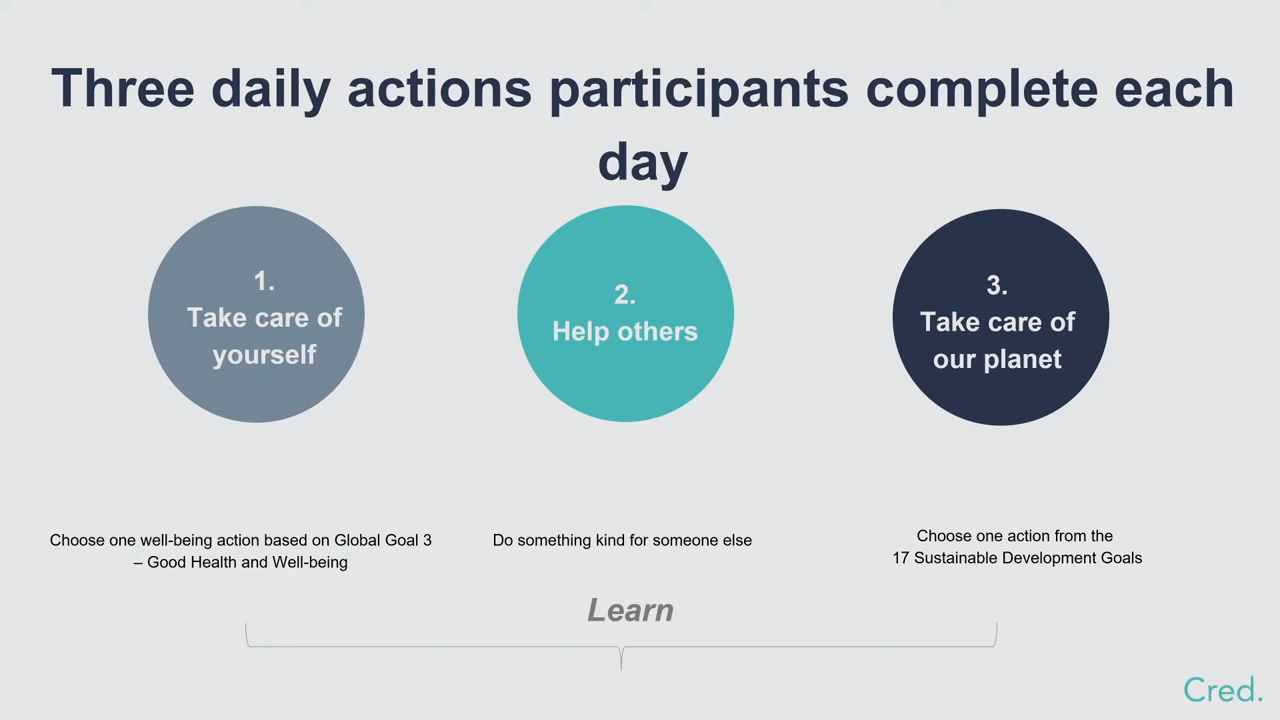 Three daily actions participants complete each
day
1.
Take care of
yourself
2.
Help others
3.
Take care of
our planet
Choose one well-being action based on Global Goal 3
– Good Health and Well-being
Do something kind for someone else
Choose one action from the
17 Sustainable Development Goals
Learn
Cred.